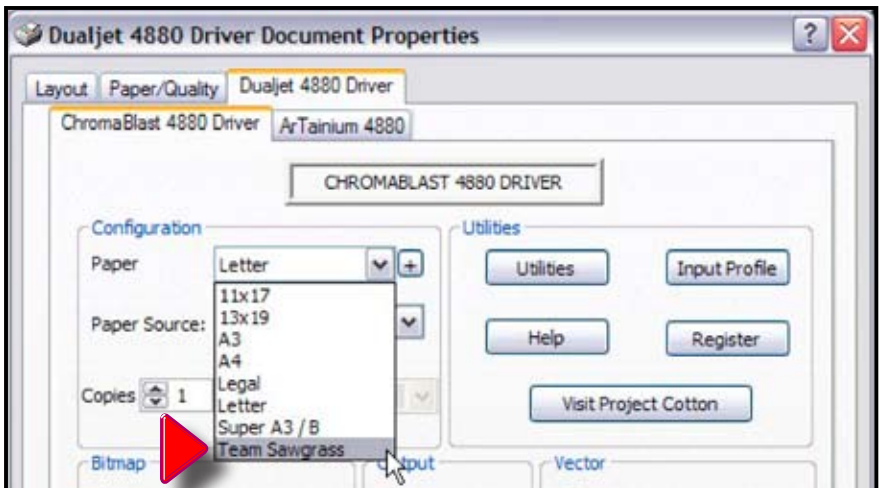 Dualjet 4880 Driver Document Properties
Layout Paper/Quality Dualjet 4880 Driver
ChromaBlast 4880 Driver ArTainium 4880
CHROMABLAST 4880 DRIVER
Configuration
Paper Letter
11x17
13x19
A3
A4
Legal
Letter
Super A3 / B
Team Sawgrass
Paper Source:
Copies 1
Utilities
Utilities Input Profile
Help Register
Visit Project Cotton
Bitmap
Vector